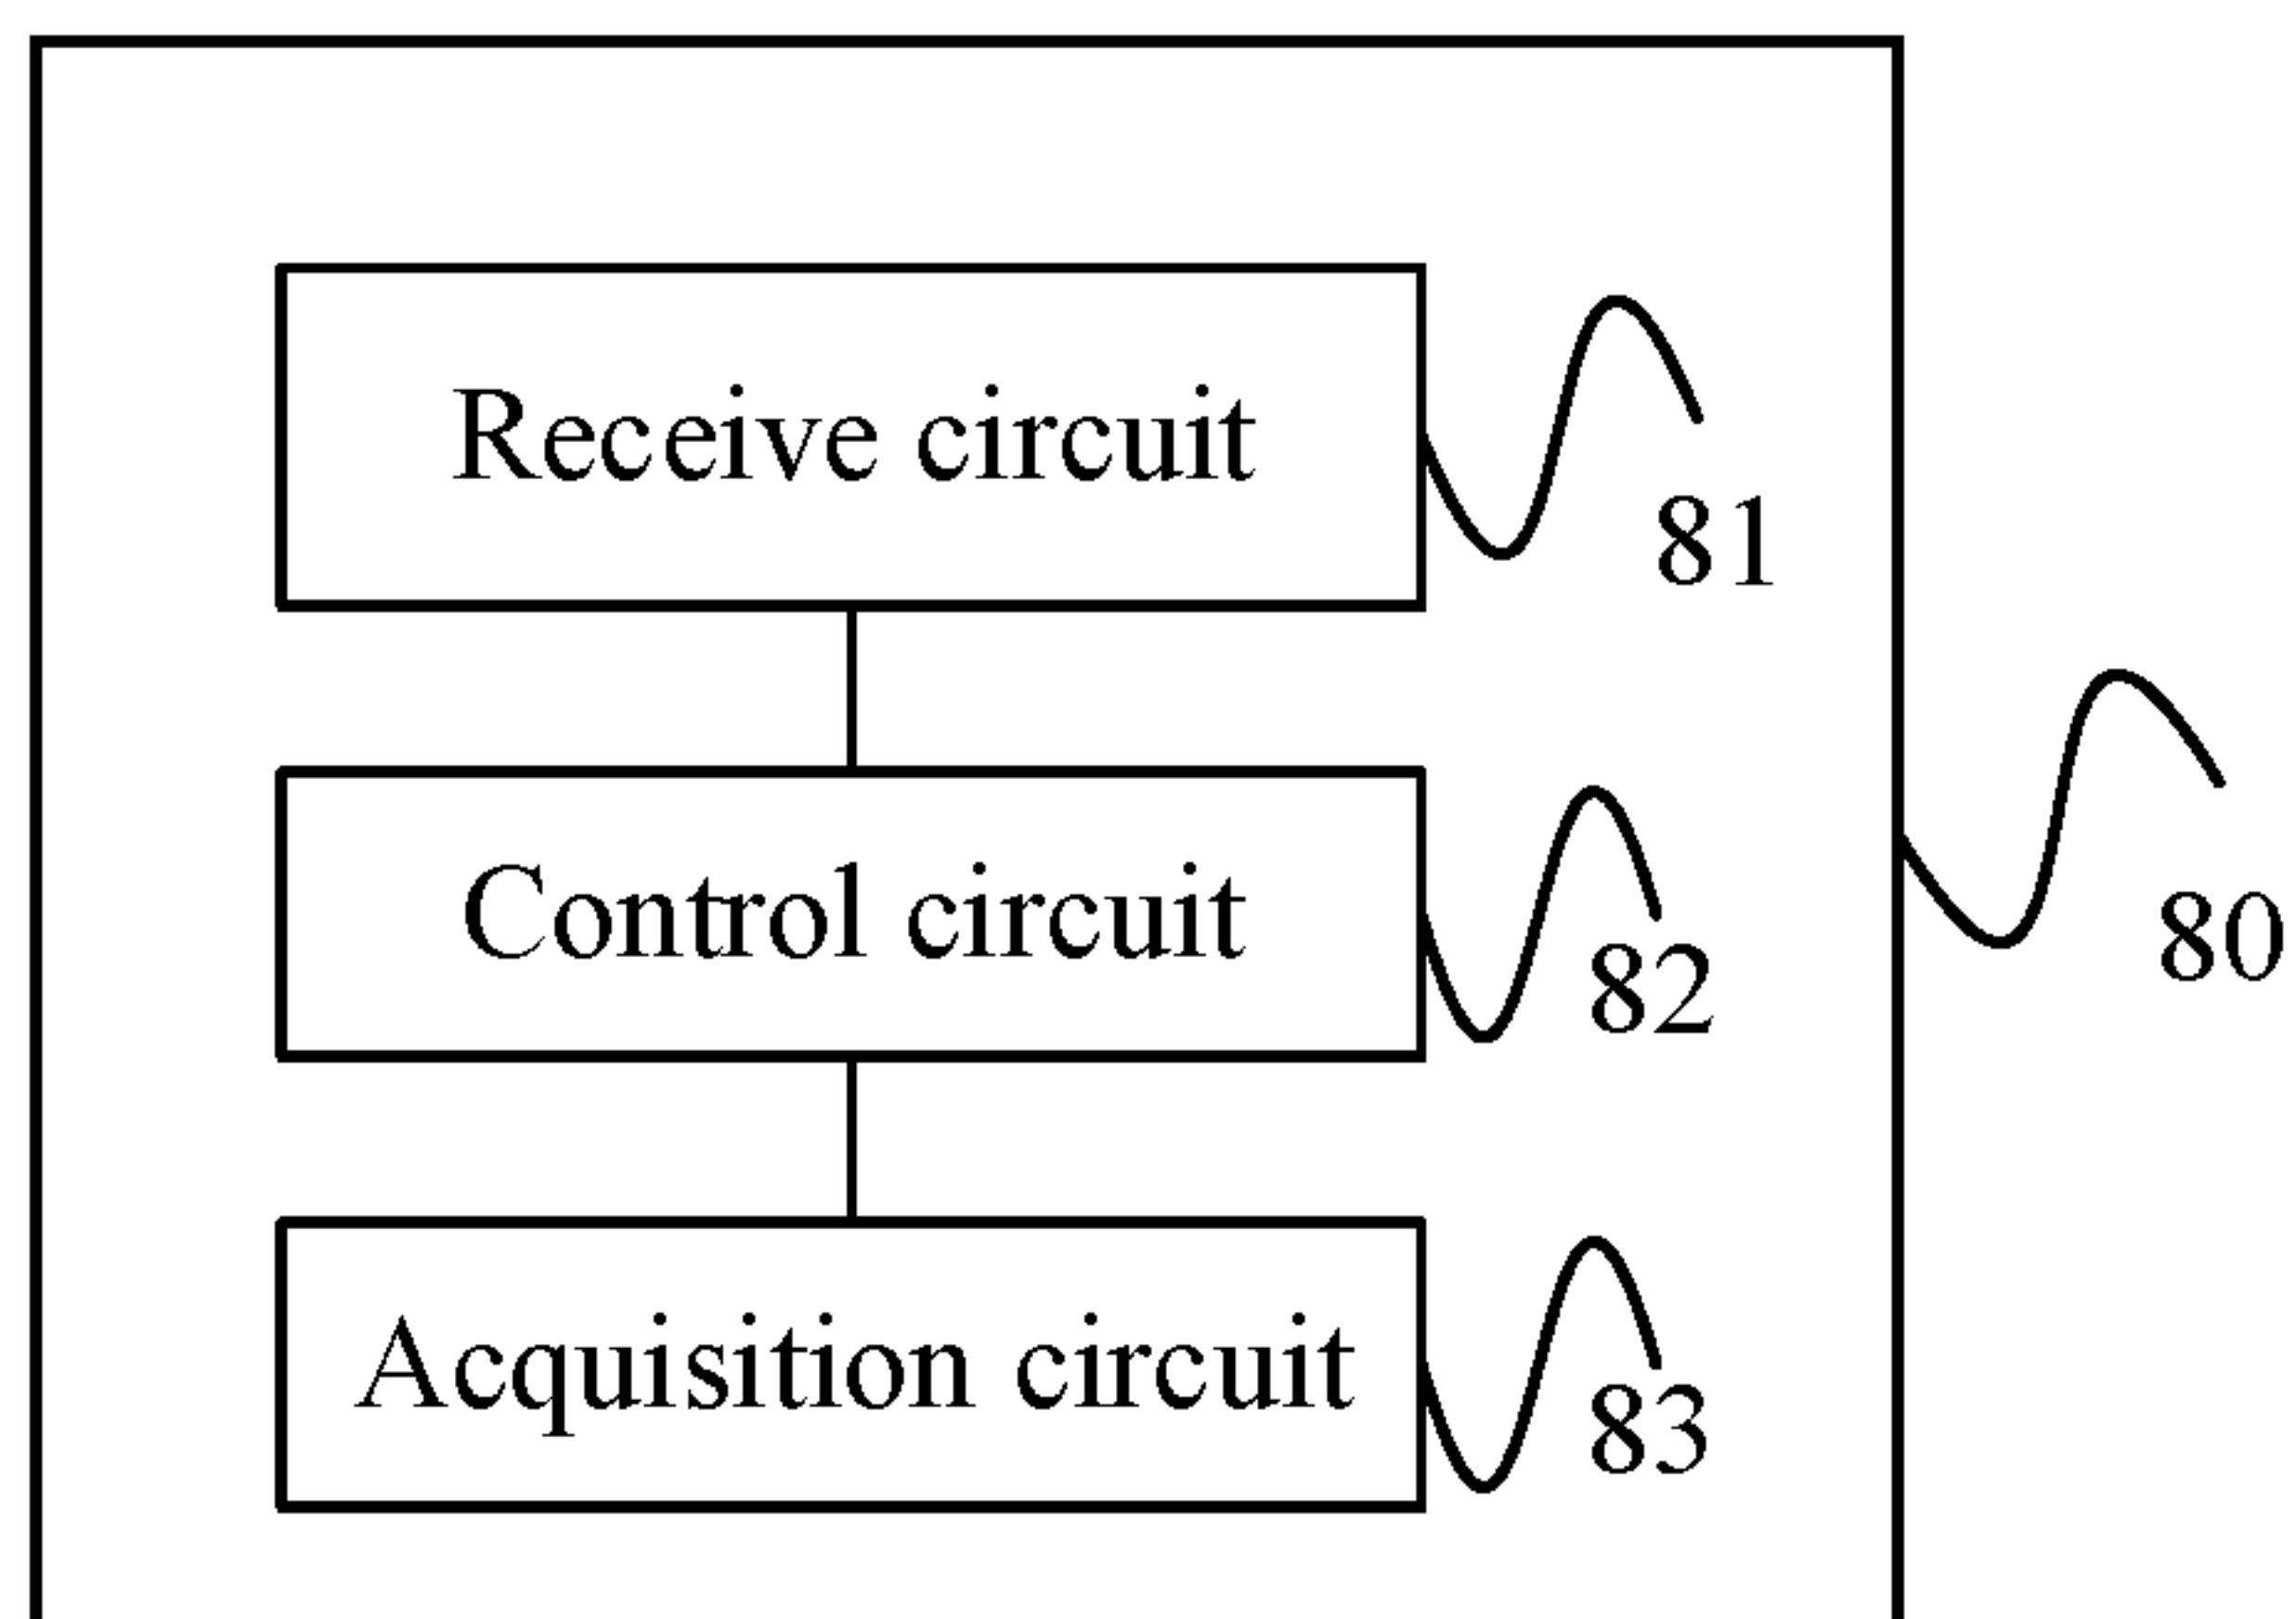 Receive circuit
81
Control circuit
82
80
Acquisition circuit
83